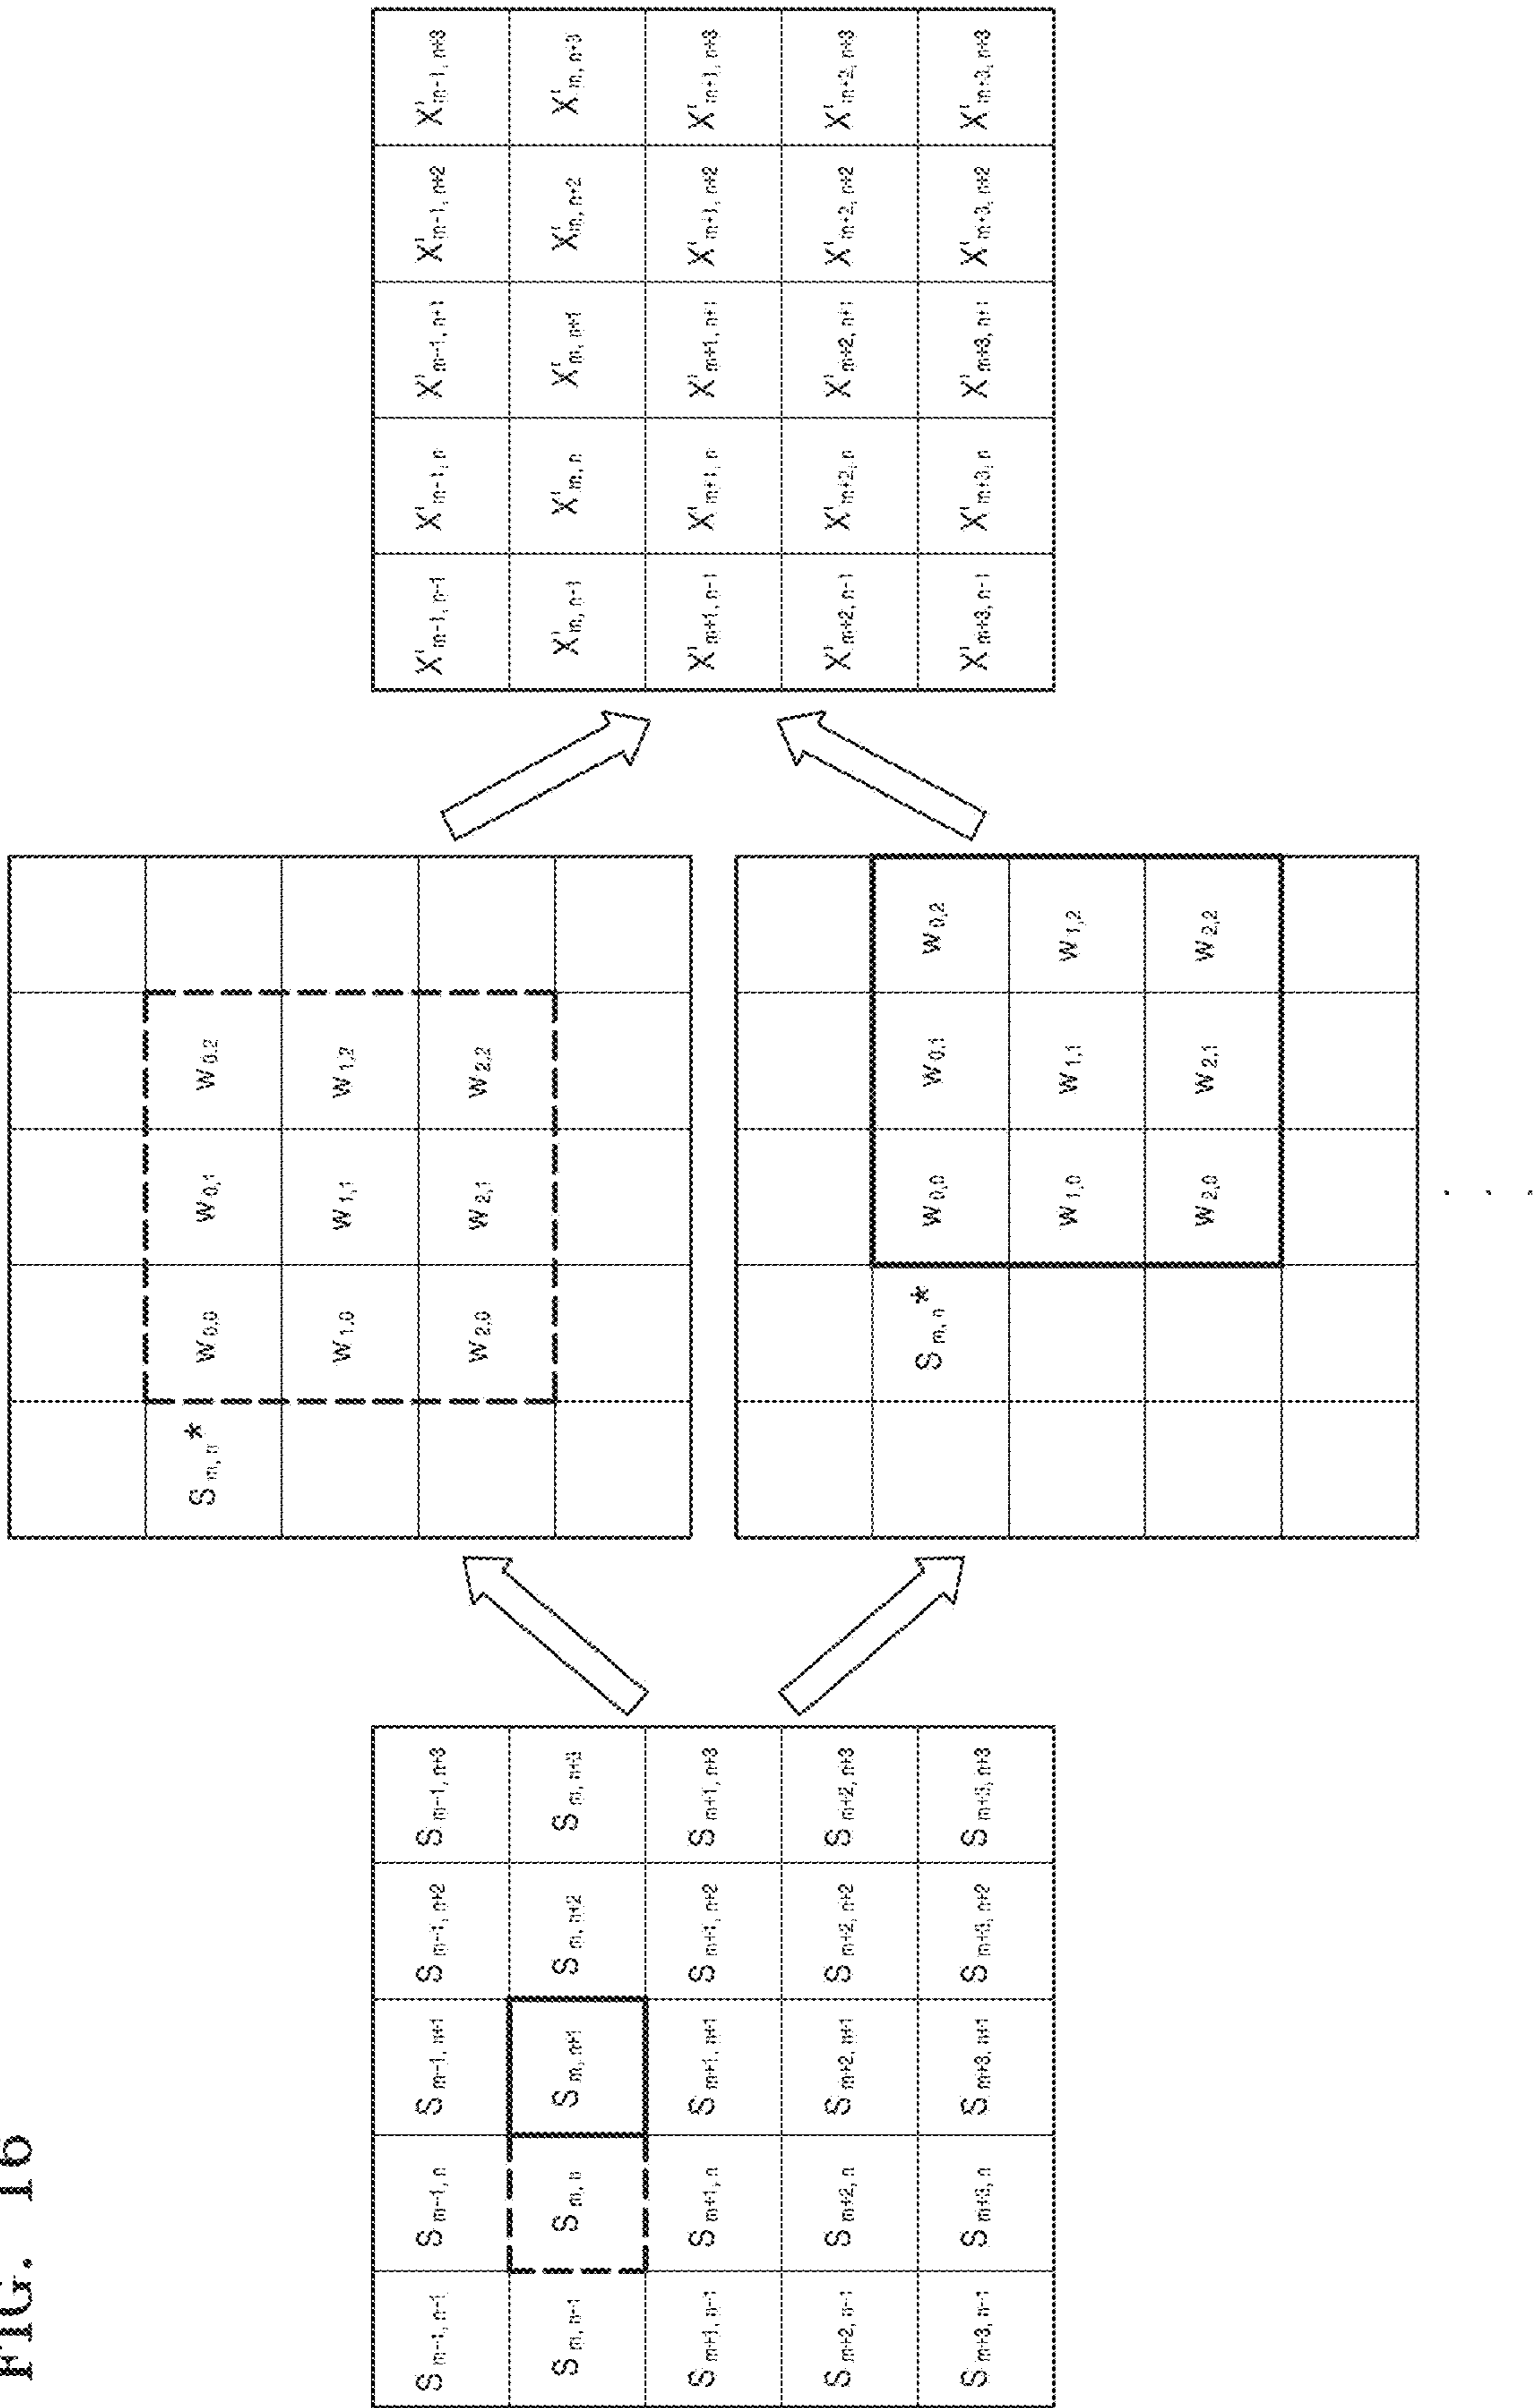 FIG. 16
S m-1, n-1 S m-1, n S m-1, n+1 S m-1, n+2 S m-1, n+3
S m, n-1 S m, n S m, n+1 S m, n+2 S m, n+3
S m+1, n-1 S m+1, n S m+1, n+1 S m+1, n+2 S m+1, n+3
S m+2, n-1 S m+2, n S m+2, n+1 S m+2, n+2 S m+2, n+3
S m+3, n-1 S m+3, n S m+3, n+1 S m+3, n+2 S m+3, n+3
S m, n* W 0,0 W 0,1 W 0,2
W 1,0 W 1,1 W 1,2
W 2,0 W 2,1 W 2,2
S m, n* W 0,0 W 0,1 W 0,2
W 1,0 W 1,1 W 1,2
W 2,0 W 2,1 W 2,2
. . .
X' m-1, n-1 X' m-1, n X' m-1, n+1 X' m-1, n+2 X' m-1, n+3
X' m, n-1 X' m, n X' m, n+1 X' m, n+2 X' m, n+3
X' m+1, n-1 X' m+1, n X' m+1, n+1 X' m+1, n+2 X' m+1, n+3
X' m+2, n-1 X' m+2, n X' m+2, n+1 X' m+2, n+2 X' m+2, n+3
X' m+3, n-1 X' m+3, n X' m+3, n+1 X' m+3, n+2 X' m+3, n+3